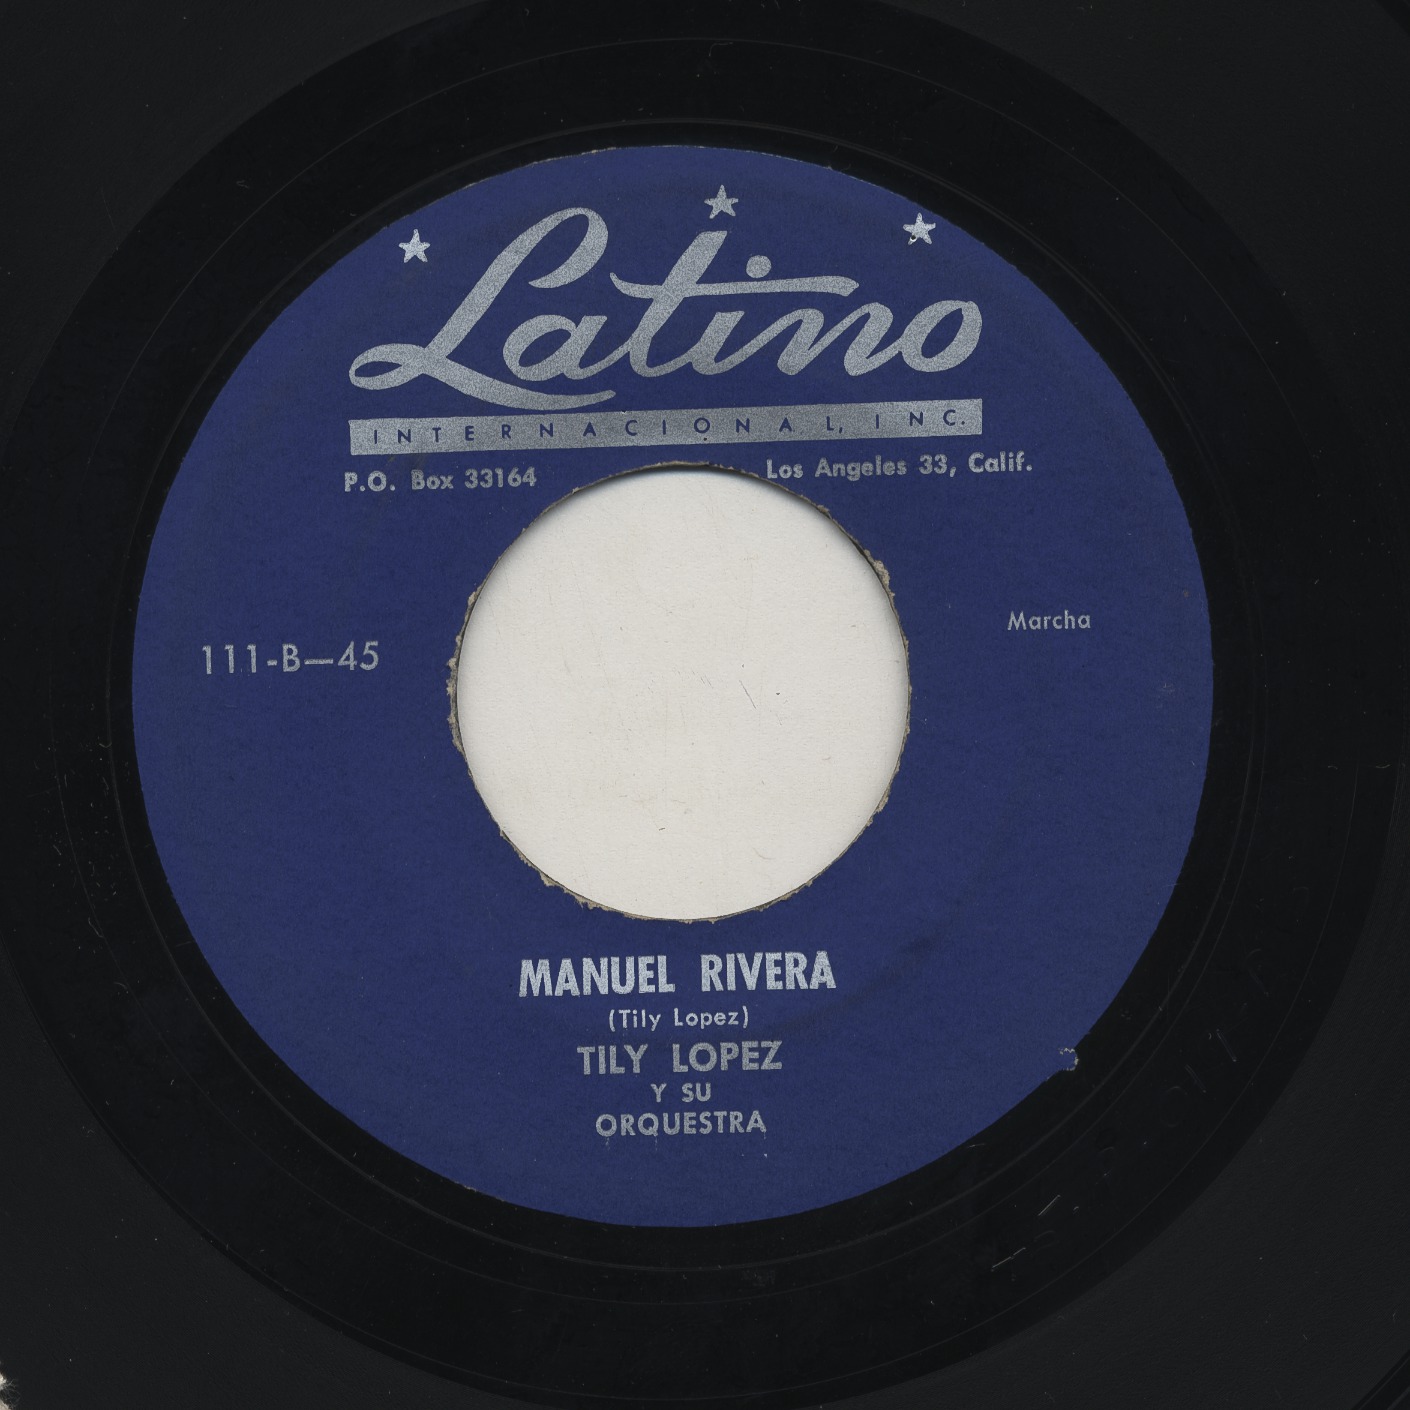 Latino
INTERNACIONAL, INC.
P.O. Box 33164 Los Angeles 33, Calif.
Marcha
111-B—45
MANUEL RIVERA
(Tily Lopez)
TILY LOPEZ
Y SU
ORQUESTRA